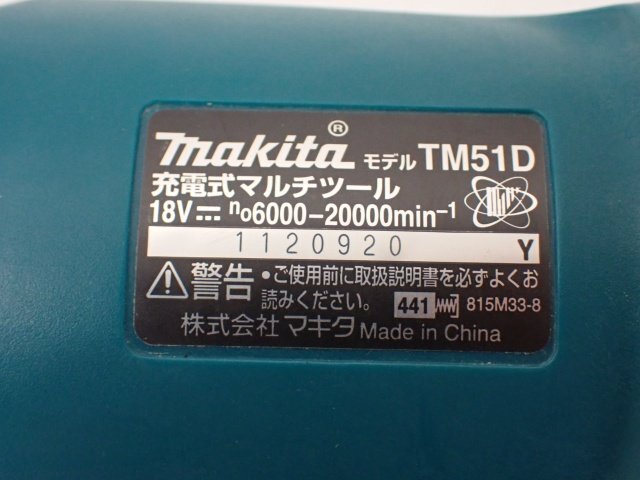 makita® モデル TM51D
充電式マルチツール
18V⎓ n₀6000−20000min⁻¹
1120920 Y
⚠警告 •ご使用前に取扱説明書を必ずよくお
読みください。 441 815M33-8
株式会社 マキタ Made in China